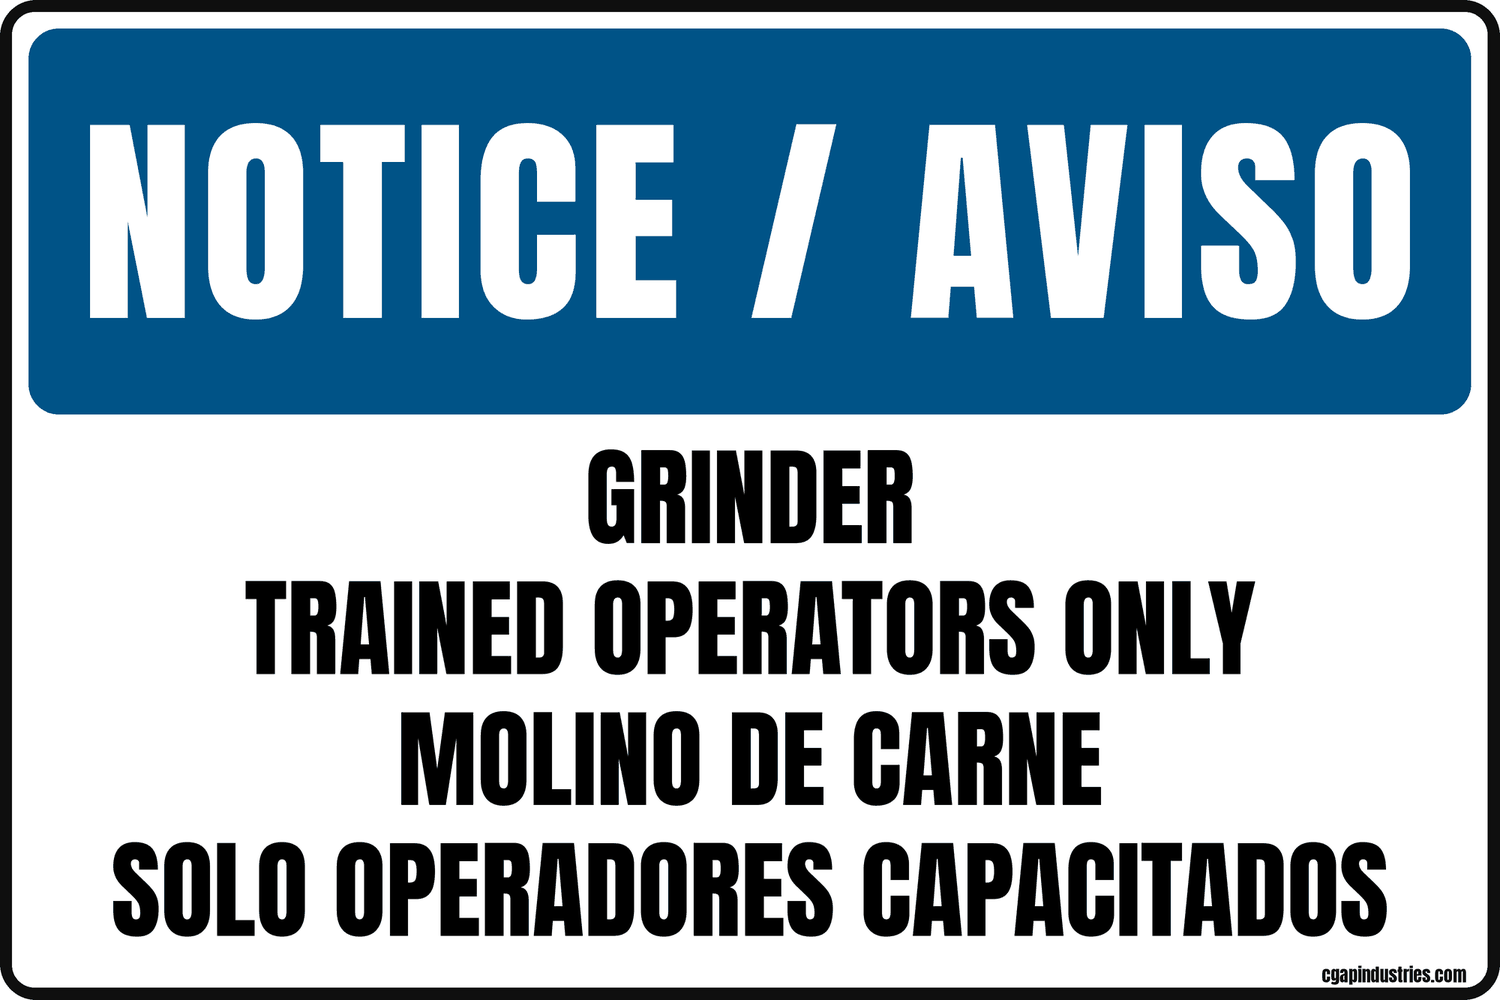 NOTICE / AVISO
GRINDER
TRAINED OPERATORS ONLY
MOLINO DE CARNE
SOLO OPERADORES CAPACITADOS
cgapindustries.com